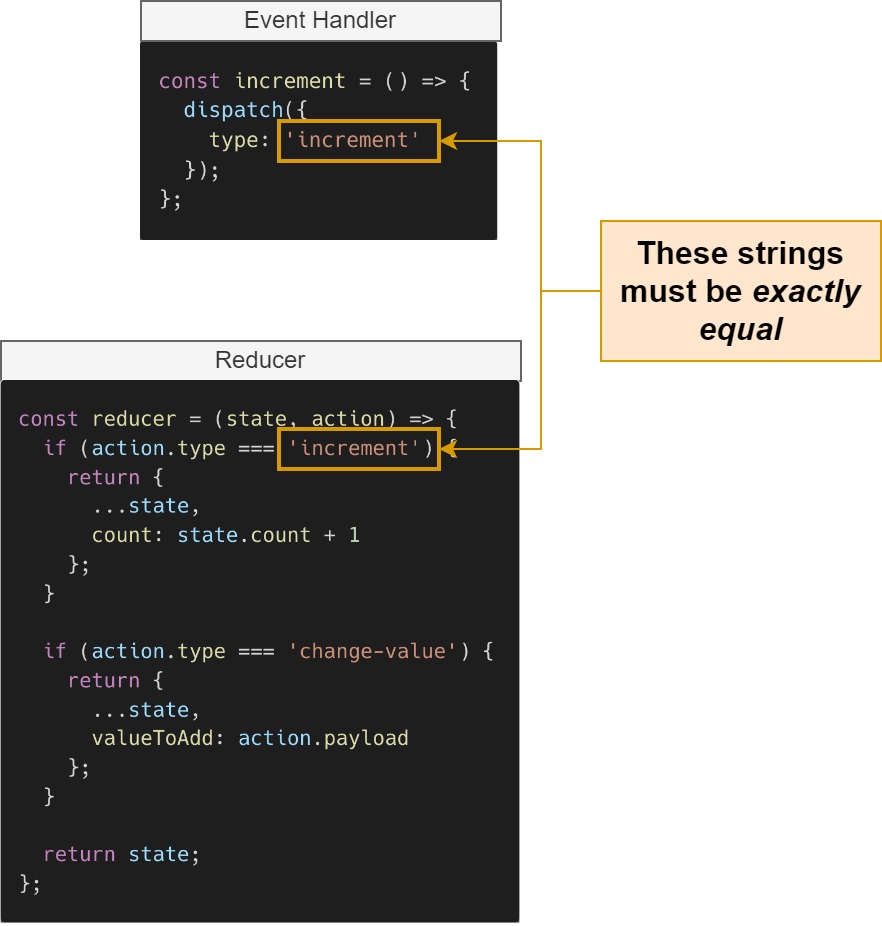 Event Handler
const increment = () => {
  dispatch({
    type: 'increment'
  });
};
These strings
must be exactly
equal
Reducer
const reducer = (state, action) => {
  if (action.type === 'increment') {
    return {
      ...state,
      count: state.count + 1
    };
  }

  if (action.type === 'change-value') {
    return {
      ...state,
      valueToAdd: action.payload
    };
  }

  return state;
};